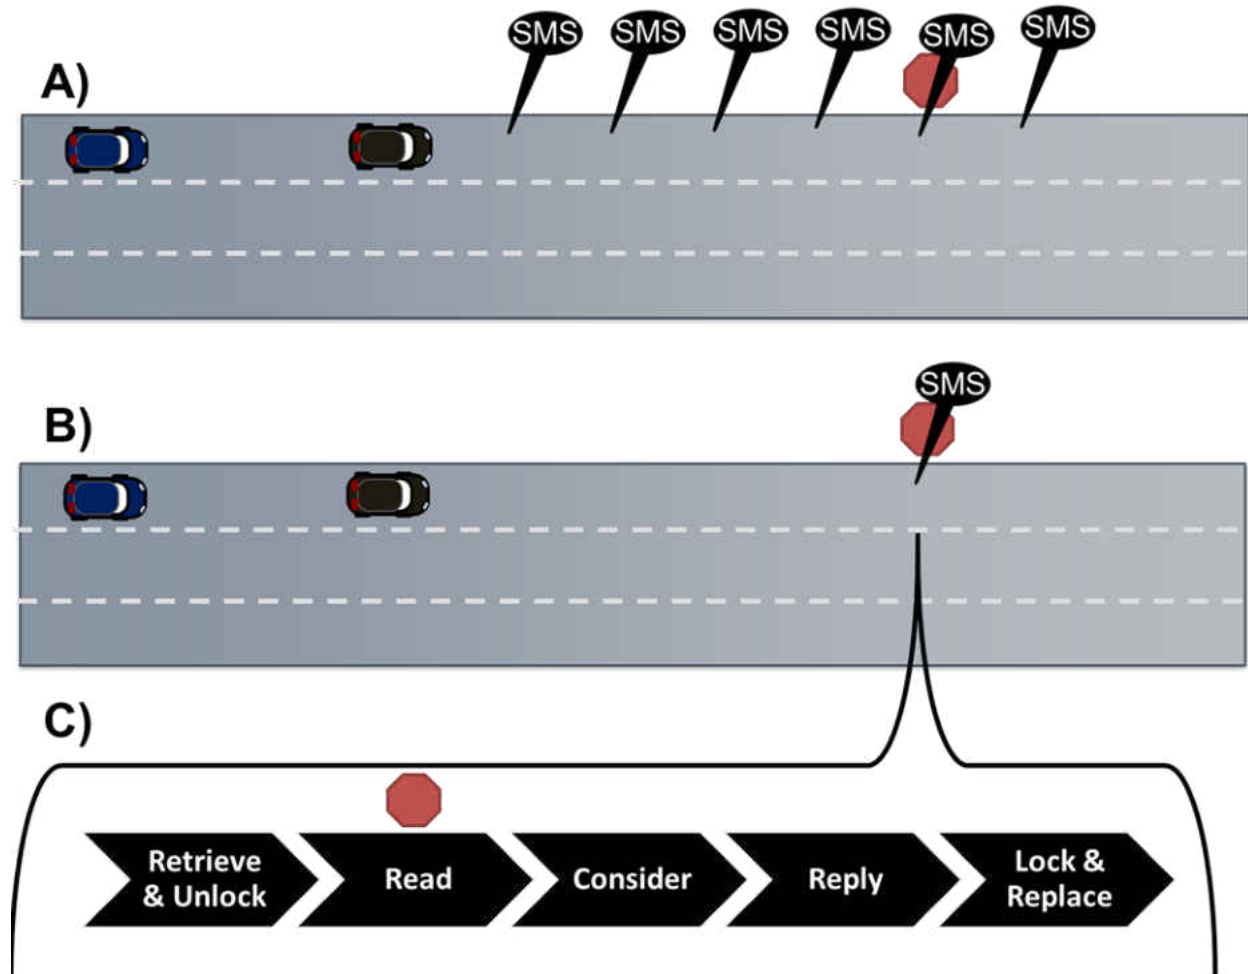 SMS SMS SMS SMS SMS SMS
A)
SMS
B)
C)
Retrieve
& Unlock
Read
Consider
Reply
Lock &
Replace